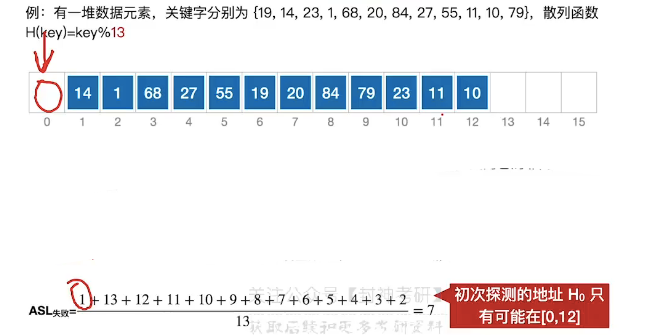 例：有一堆数据元素，关键字分别为 {19, 14, 23, 1, 68, 20, 84, 27, 55, 11, 10, 79}，散列函数
H(key)=key%13
14 1 68 27 55 19 20 84 79 23 11 10
0 1 2 3 4 5 6 7 8 9 10 11 12 13 14 15
ASL失败= (1 + 13 + 12 + 11 + 10 + 9 + 8 + 7 + 6 + 5 + 4 + 3 + 2) / 13 = 7
初次探测的地址 H₀ 只
有可能在[0,12]